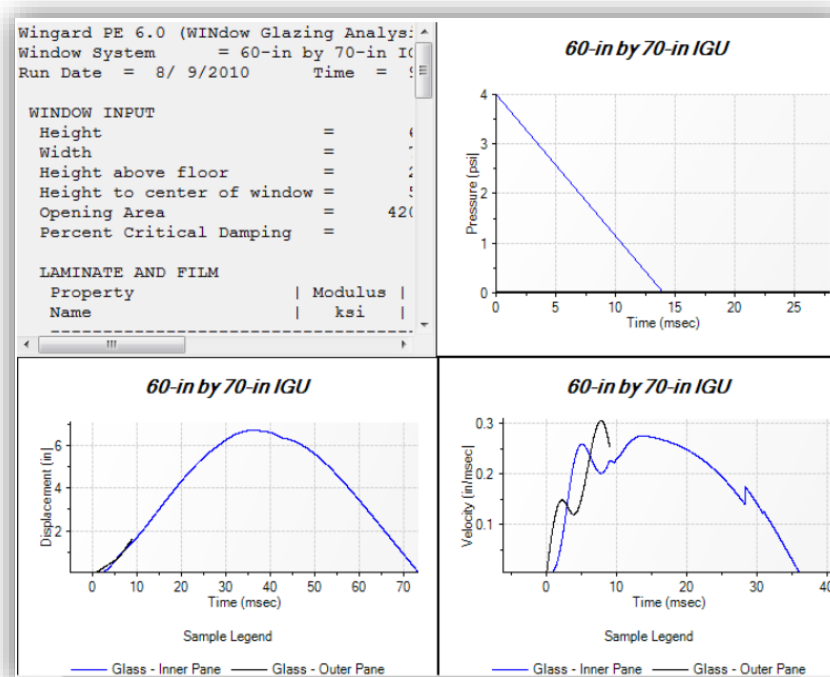 Wingard PE 6.0 (WINdow Glazing Analysi
Window System = 60-in by 70-in IG
Run Date = 8/ 9/2010 Time =
WINDOW INPUT
Height =
Width =
Height above floor =
Height to center of window =
Opening Area = 420
Percent Critical Damping =
LAMINATE AND FILM
Property | Modulus |
Name | ksi |
----------------------------------------
60-in by 70-in IGU
Pressure [psi]
4
3
2
1
0
0 5 10 15 20 25
Time (msec)
60-in by 70-in IGU
Displacement [in]
6
4
2
0 10 20 30 40 50 60 70
Time (msec)
Sample Legend
Glass - Inner Pane Glass - Outer Pane
60-in by 70-in IGU
Velocity [in/msec]
0.3
0.2
0.1
0 10 20 30 40
Time (msec)
Sample Legend
Glass - Inner Pane Glass - Outer Pane